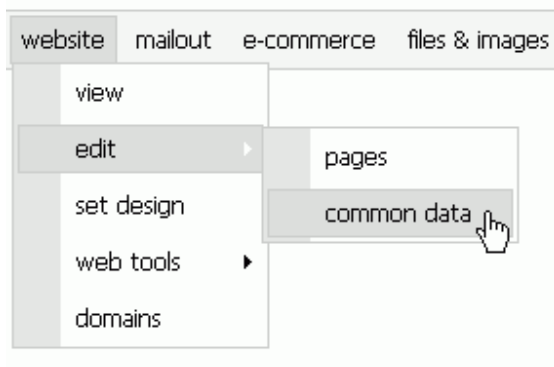 website mailout e-commerce files & images
view
edit
pages
set design
common data
web tools
domains